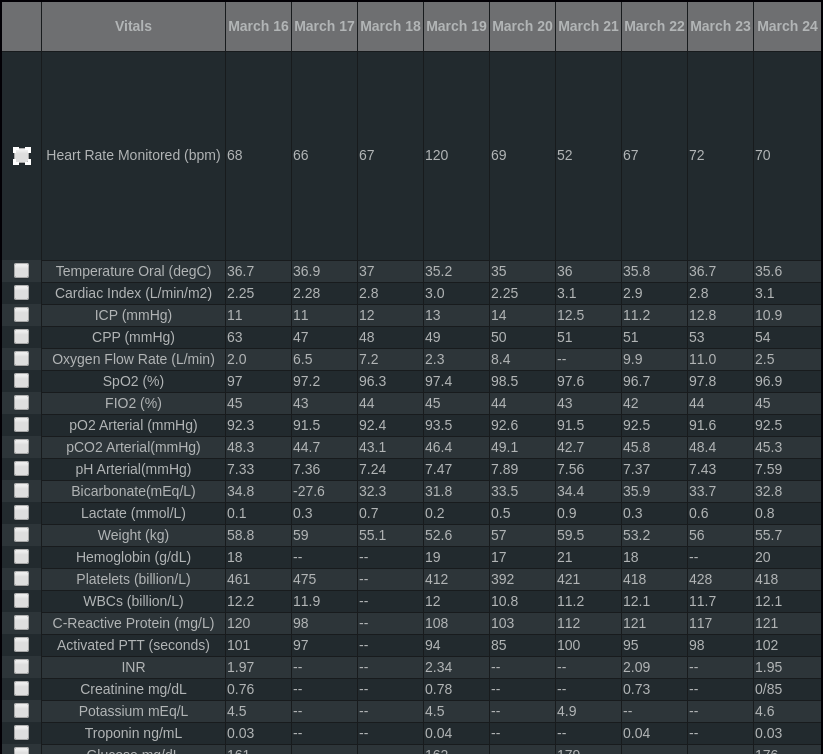 Vitals March 16 March 17 March 18 March 19 March 20 March 21 March 22 March 23 March 24
Heart Rate Monitored (bpm) 68 66 67 120 69 52 67 72 70
Temperature Oral (degC) 36.7 36.9 37 35.2 35 36 35.8 36.7 35.6
Cardiac Index (L/min/m2) 2.25 2.28 2.8 3.0 2.25 3.1 2.9 2.8 3.1
ICP (mmHg) 11 11 12 13 14 12.5 11.2 12.8 10.9
CPP (mmHg) 63 47 48 49 50 51 51 53 54
Oxygen Flow Rate (L/min) 2.0 6.5 7.2 2.3 8.4 -- 9.9 11.0 2.5
SpO2 (%) 97 97.2 96.3 97.4 98.5 97.6 96.7 97.8 96.9
FIO2 (%) 45 43 44 45 44 43 42 44 45
pO2 Arterial (mmHg) 92.3 91.5 92.4 93.5 92.6 91.5 92.5 91.6 92.5
pCO2 Arterial(mmHg) 48.3 44.7 43.1 46.4 49.1 42.7 45.8 48.4 45.3
pH Arterial(mmHg) 7.33 7.36 7.24 7.47 7.89 7.56 7.37 7.43 7.59
Bicarbonate(mEq/L) 34.8 -27.6 32.3 31.8 33.5 34.4 35.9 33.7 32.8
Lactate (mmol/L) 0.1 0.3 0.7 0.2 0.5 0.9 0.3 0.6 0.8
Weight (kg) 58.8 59 55.1 52.6 57 59.5 53.2 56 55.7
Hemoglobin (g/dL) 18 -- -- 19 17 21 18 -- 20
Platelets (billion/L) 461 475 -- 412 392 421 418 428 418
WBCs (billion/L) 12.2 11.9 -- 12 10.8 11.2 12.1 11.7 12.1
C-Reactive Protein (mg/L) 120 98 -- 108 103 112 121 117 121
Activated PTT (seconds) 101 97 -- 94 85 100 95 98 102
INR 1.97 -- -- 2.34 -- -- 2.09 -- 1.95
Creatinine mg/dL 0.76 -- -- 0.78 -- -- 0.73 -- 0/85
Potassium mEq/L 4.5 -- -- 4.5 -- 4.9 -- -- 4.6
Troponin ng/mL 0.03 -- -- 0.04 -- -- 0.04 -- 0.03
Glucose mg/dL 161 162 170 176